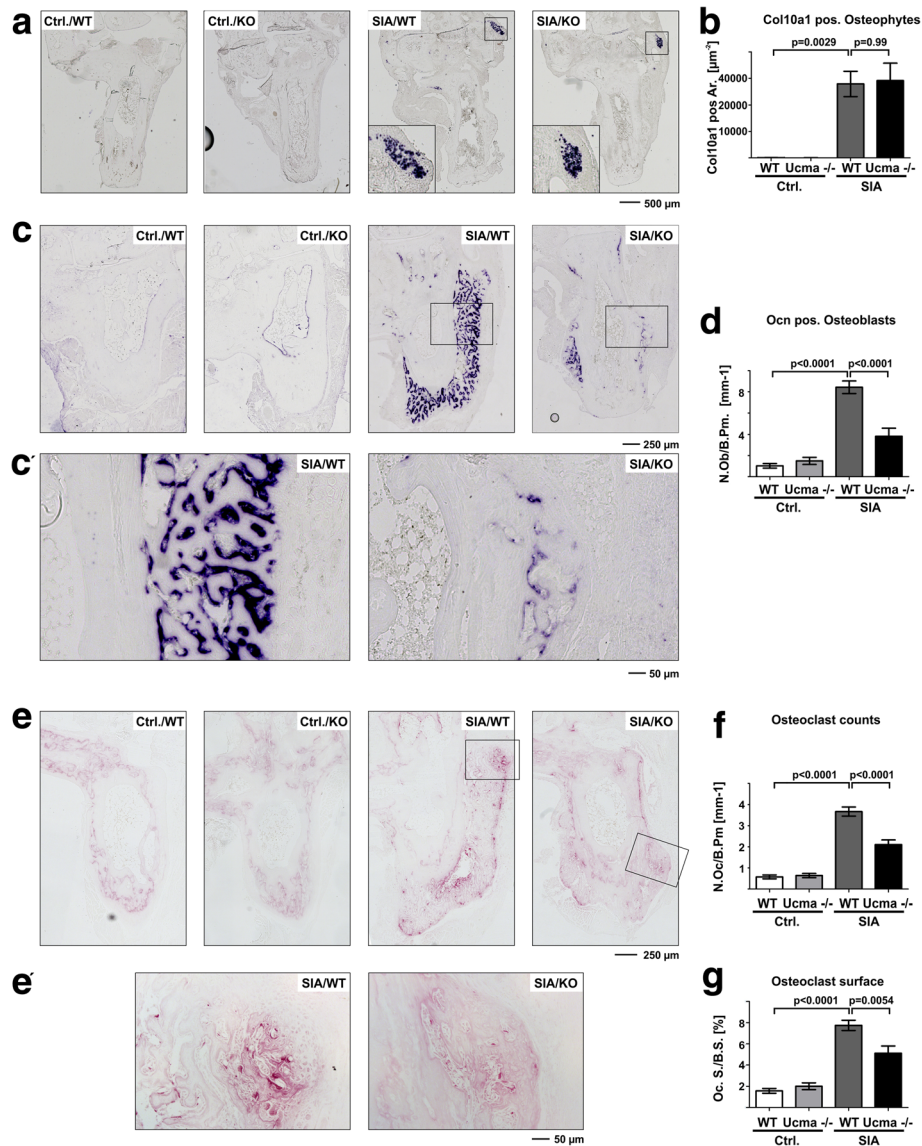 a
Ctrl./WT
Ctrl./KO
SIA/WT
SIA/KO
500 µm
b
Col10a1 pos. Osteophytes
p=0.0029
p=0.99
Col10a1 pos Ar. [µm⁻²]
40000
40000
10000
WT Ucma -/- WT Ucma -/-
Ctrl. SIA
c
Ctrl./WT
Ctrl./KO
SIA/WT
SIA/KO
250 µm
d
Ocn pos. Osteoblasts
p<0.0001
p<0.0001
N.Ob/B.Pm. [mm-1]
8
4
WT Ucma -/- WT Ucma -/-
Ctrl. SIA
c´
SIA/WT
SIA/KO
50 µm
e
Ctrl./WT
Ctrl./KO
SIA/WT
SIA/KO
250 µm
f
Osteoclast counts
p<0.0001
p<0.0001
N.Oc/B.Pm [mm-1]
4
3
2
1
WT Ucma -/- WT Ucma -/-
Ctrl. SIA
e´
SIA/WT
SIA/KO
50 µm
g
Osteoclast surface
p<0.0001
p=0.0054
Oc. S./B.S. [%]
8
6
4
2
WT Ucma -/- WT Ucma -/-
Ctrl. SIA